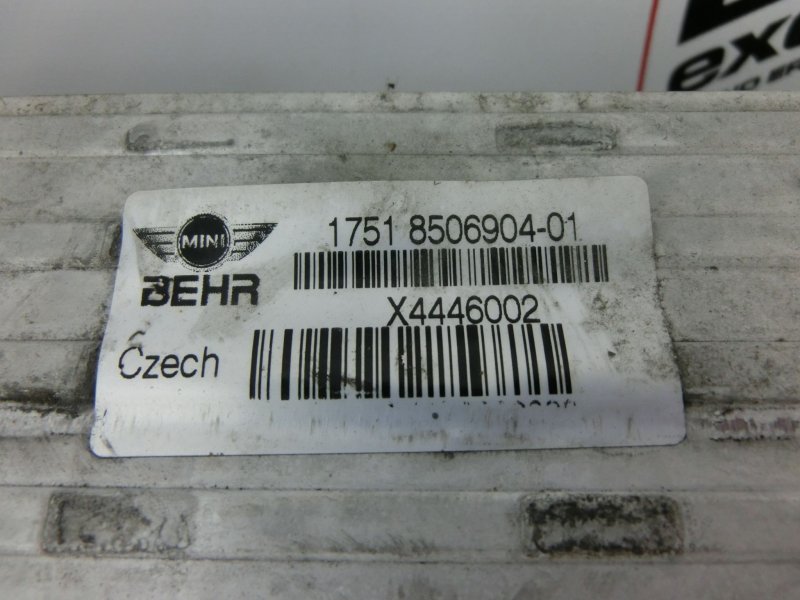 MINI
1751 8506904-01
BEHR
X4446002
Czech